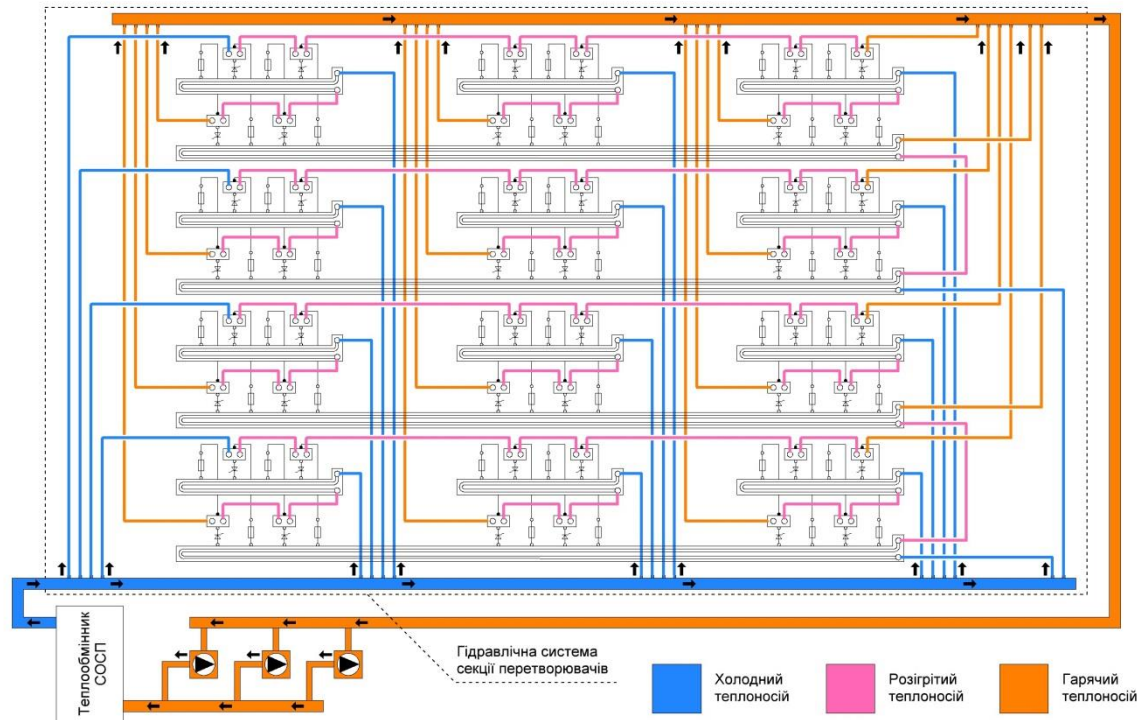 Теплообмінник
СОСП
Гідравлічна система
секції перетворювачів
Холодний
теплоносій
Розігрітий
теплоносій
Гарячий
теплоносій